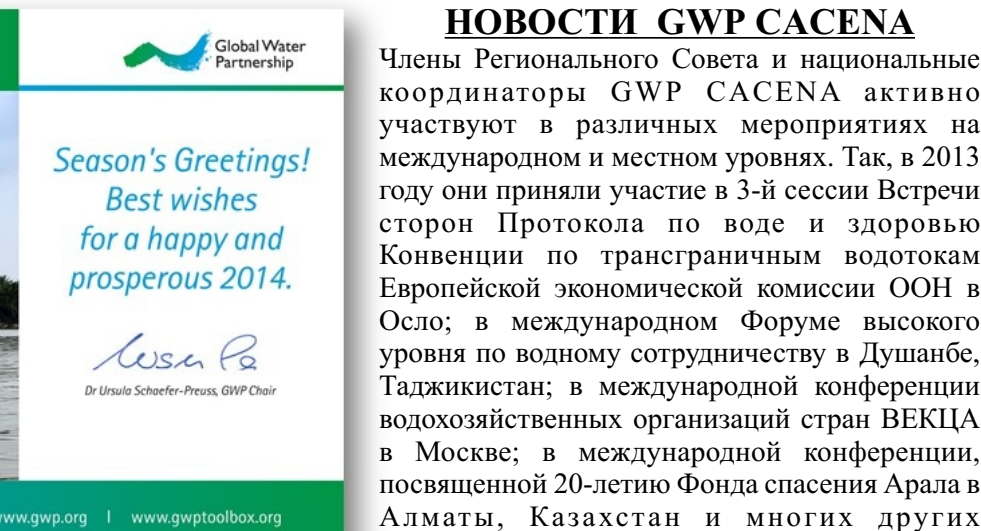 Global Water
Partnership
Season's Greetings!
Best wishes
for a happy and
prosperous 2014.
Dr Ursula Schaefer-Preuss, GWP Chair
www.gwp.org | www.gwptoolbox.org
НОВОСТИ GWP CACENA
Члены Регионального Совета и национальные
координаторы GWP CACENA активно
участвуют в различных мероприятиях на
международном и местном уровнях. Так, в 2013
году они приняли участие в 3-й сессии Встречи
сторон Протокола по воде и здоровью
Конвенции по трансграничным водотокам
Европейской экономической комиссии ООН в
Осло; в международном Форуме высокого
уровня по водному сотрудничеству в Душанбе,
Таджикистан; в международной конференции
водохозяйственных организаций стран ВЕКЦА
в Москве; в международной конференции,
посвященной 20-летию Фонда спасения Арала в
Алматы, Казахстан и многих других